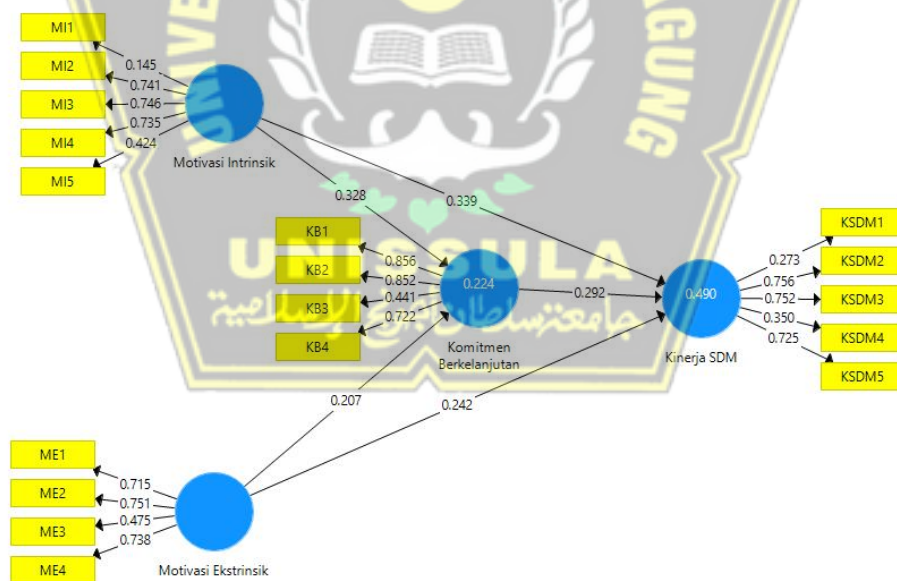 MI1
MI2
MI3
MI4
MI5
0.145
0.741
0.746
0.735
0.424
Motivasi Intrinsik
0.328
0.339
KB1
KB2
KB3
KB4
0.856
0.852
0.441
0.722
0.224
Komitmen
Berkelanjutan
0.292
0.490
Kinerja SDM
0.273
0.756
0.752
0.350
0.725
KSDM1
KSDM2
KSDM3
KSDM4
KSDM5
0.207
0.242
ME1
ME2
ME3
ME4
0.715
0.751
0.475
0.738
Motivasi Ekstrinsik
UNISSULA
جامعترسلطان أجونج الإسلامية
AGUNG